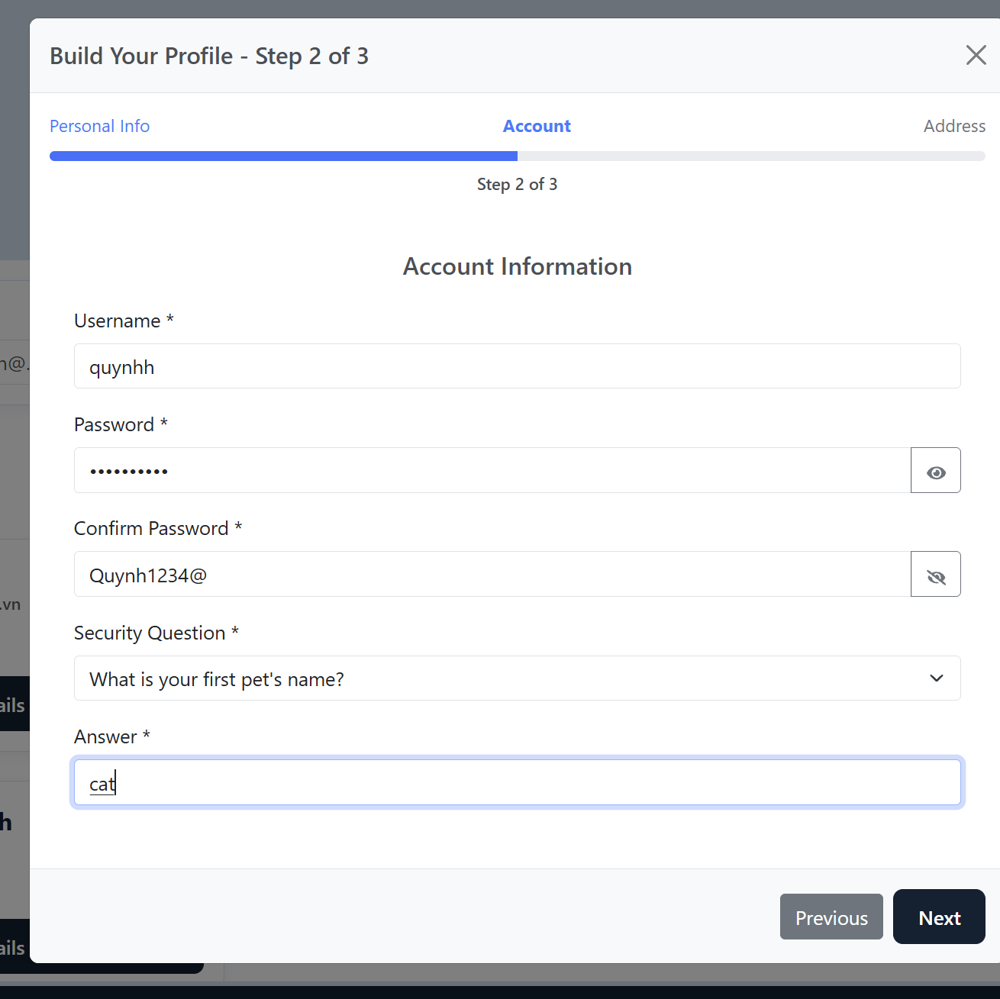 Build Your Profile - Step 2 of 3
Personal Info
Account
Address
Step 2 of 3
Account Information
Username *
n@.
quynhh
Password *
••••••••••
Confirm Password *
Quynh1234@
.vn
Security Question *
What is your first pet's name?
ails
Answer *
cat
h
Previous
Next
ails